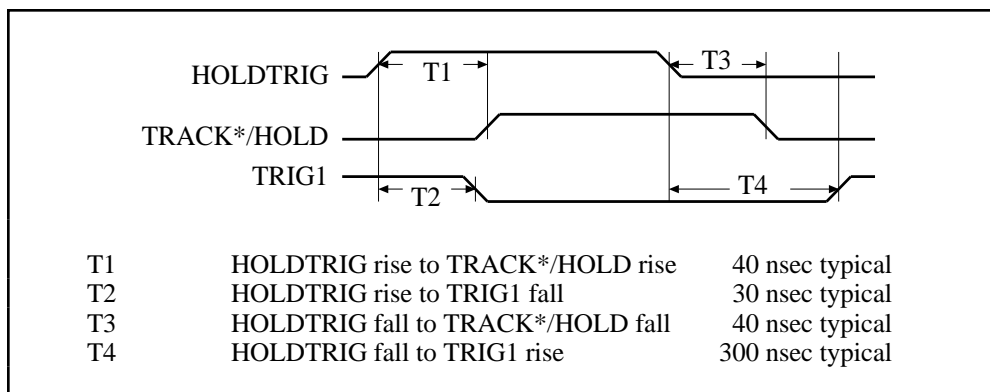 HOLDTRIG
T1
T3
TRACK*/HOLD
TRIG1
T2
T4
T1 HOLDTRIG rise to TRACK*/HOLD rise 40 nsec typical
T2 HOLDTRIG rise to TRIG1 fall 30 nsec typical
T3 HOLDTRIG fall to TRACK*/HOLD fall 40 nsec typical
T4 HOLDTRIG fall to TRIG1 rise 300 nsec typical